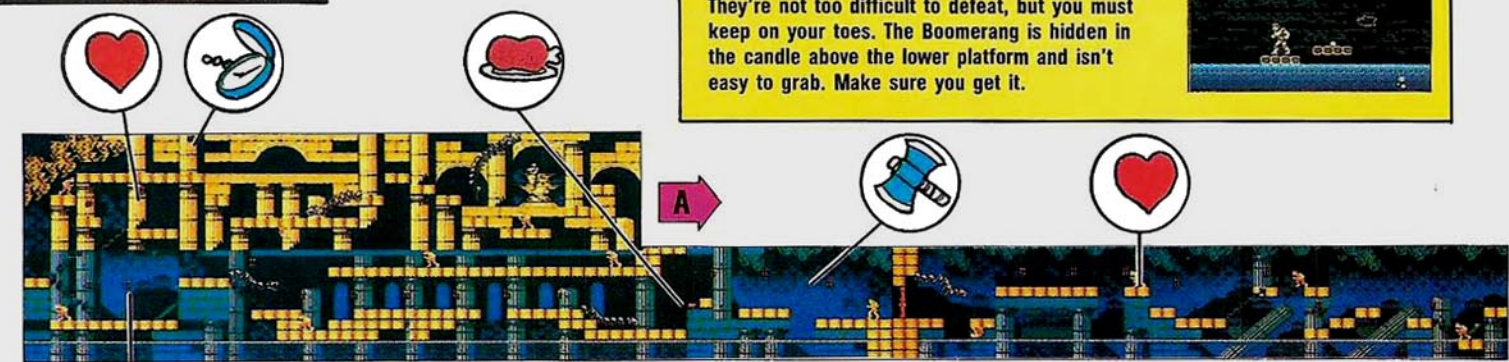 They're not too difficult to defeat, but you must
keep on your toes. The Boomerang is hidden in
the candle above the lower platform and isn't
easy to grab. Make sure you get it.
A